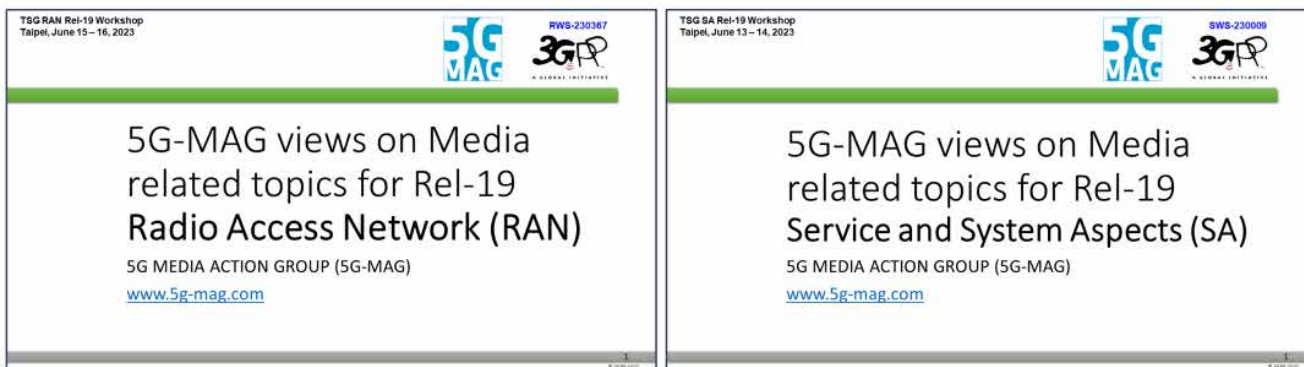 TSG RAN Rel-19 Workshop
Taipei, June 15 – 16, 2023
5G
MAG
RWS-230367
3GPP
A GLOBAL INITIATIVE
5G-MAG views on Media
related topics for Rel-19
Radio Access Network (RAN)
5G MEDIA ACTION GROUP (5G-MAG)
www.5g-mag.com
1
TSG SA Rel-19 Workshop
Taipei, June 13 – 14, 2023
5G
MAG
SWS-230009
3GPP
A GLOBAL INITIATIVE
5G-MAG views on Media
related topics for Rel-19
Service and System Aspects (SA)
5G MEDIA ACTION GROUP (5G-MAG)
www.5g-mag.com
1